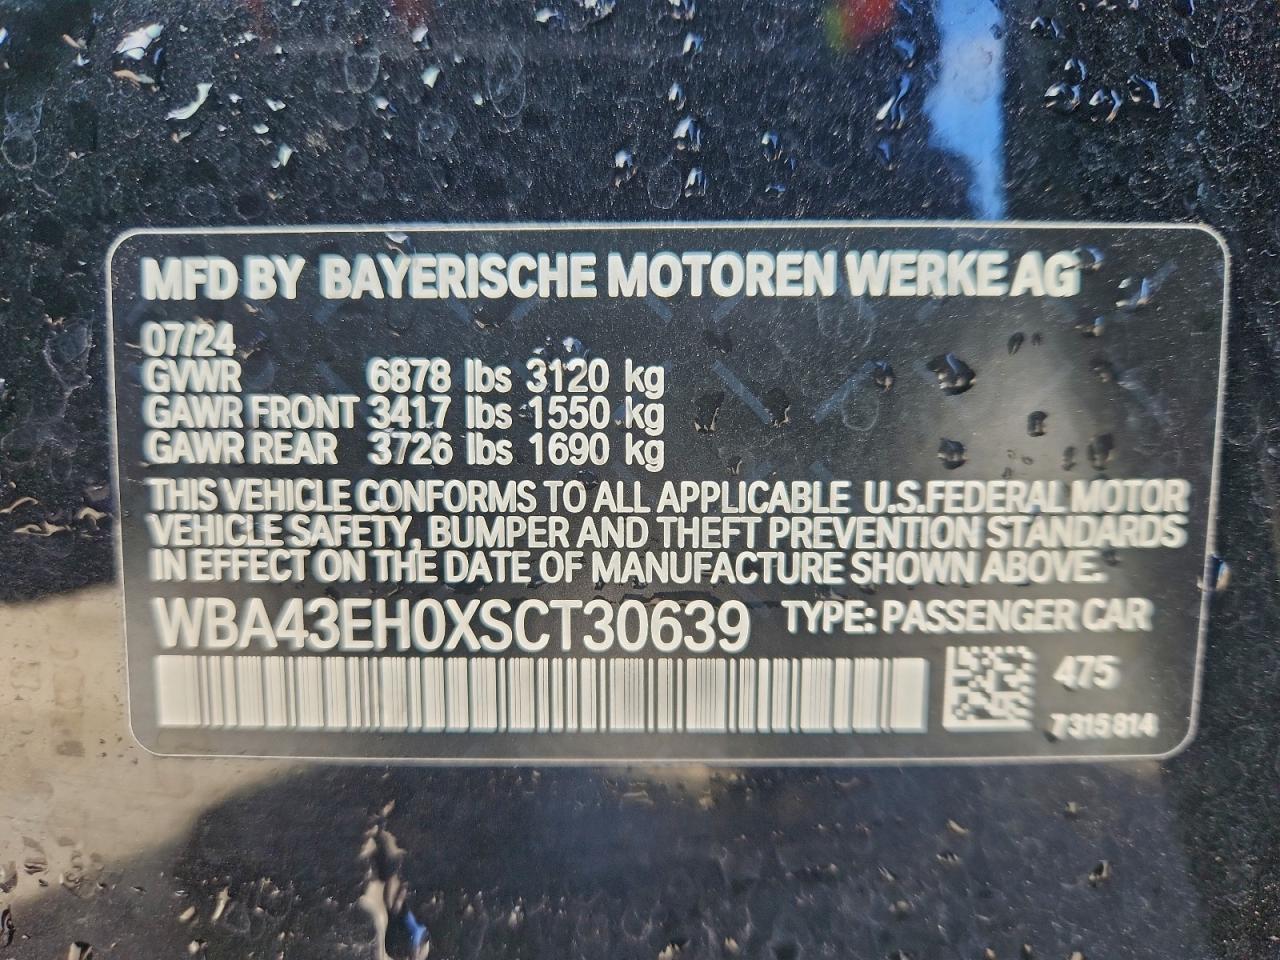 MFD BY BAYERISCHE MOTOREN WERKE AG
07/24
GVWR 6878 lbs 3120 kg
GAWR FRONT 3417 lbs 1550 kg
GAWR REAR 3726 lbs 1690 kg
THIS VEHICLE CONFORMS TO ALL APPLICABLE U.S.FEDERAL MOTOR
VEHICLE SAFETY, BUMPER AND THEFT PREVENTION STANDARDS
IN EFFECT ON THE DATE OF MANUFACTURE SHOWN ABOVE.
WBA43EH0XSCT30639 TYPE: PASSENGER CAR
475
7315814